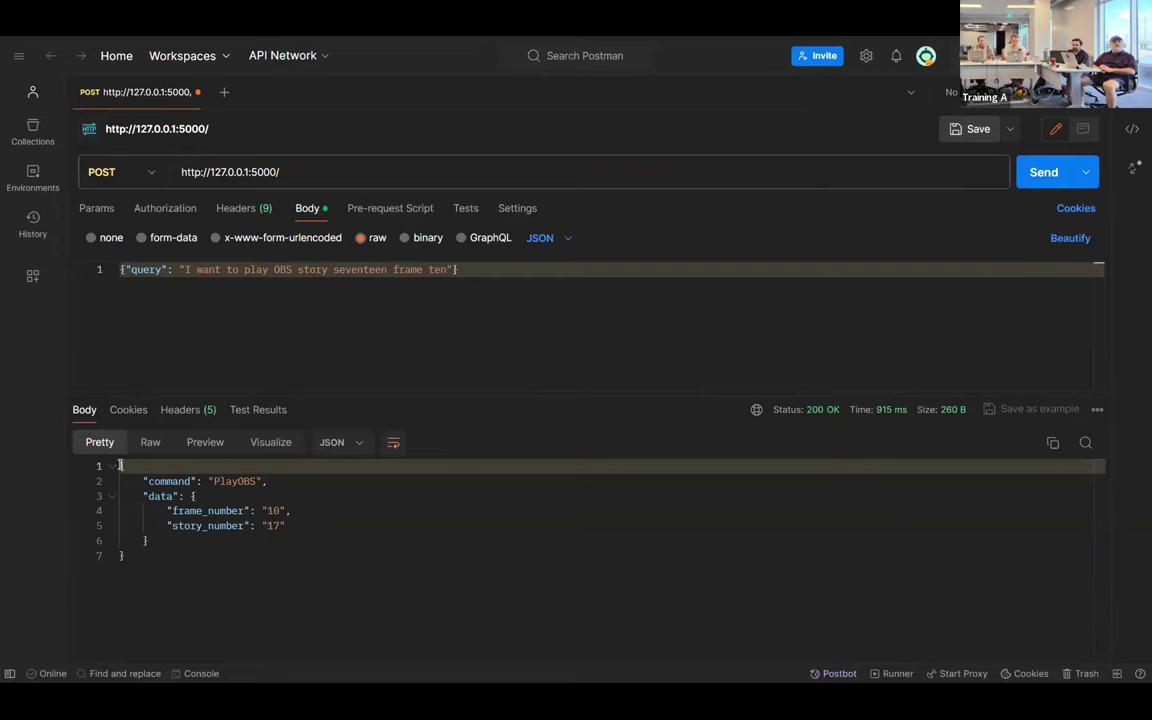 Home Workspaces API Network Search Postman Invite
Training A
POST http://127.0.0.1:5000, No
HTTP http://127.0.0.1:5000/ Save
Collections
Environments
History
POST http://127.0.0.1:5000/ Send
Params Authorization Headers (9) Body Pre-request Script Tests Settings Cookies
none form-data x-www-form-urlencoded raw binary GraphQL JSON Beautify
1 {"query": "I want to play OBS story seventeen frame ten"}
Body Cookies Headers (5) Test Results Status: 200 OK Time: 915 ms Size: 260 B Save as example
Pretty Raw Preview Visualize JSON
1 {
2 "command": "PlayOBS",
3 "data": {
4 "frame_number": "10",
5 "story_number": "17"
6 }
7 }
Online Find and replace Console Postbot Runner Start Proxy Cookies Trash